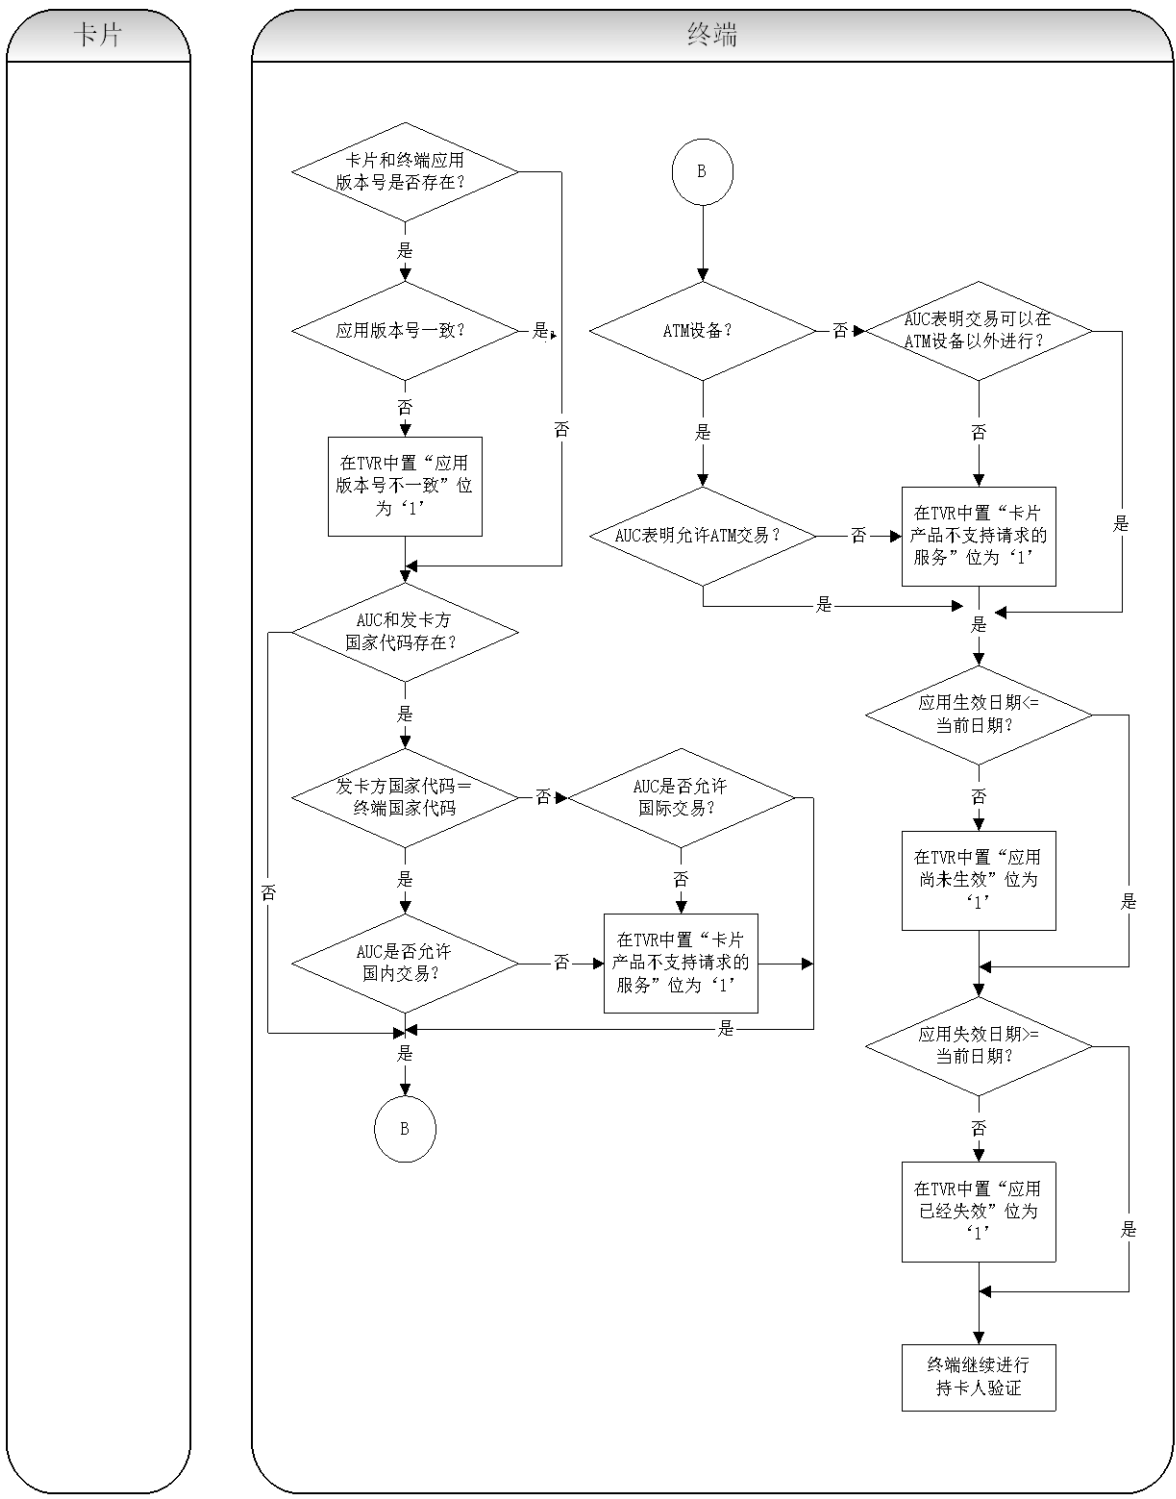 卡片
终端
卡片和终端应用
版本号是否存在?
是
应用版本号一致?
是
否
否
在TVR中置“应用
版本号不一致”位
为‘1’
AUC和发卡方
国家代码存在?
是
否
发卡方国家代码=
终端国家代码
否
AUC是否允许
国际交易?
是
否
AUC是否允许
国内交易?
否
在TVR中置“卡片
产品不支持请求的
服务”位为‘1’
是
是
B
B
ATM设备?
否
AUC表明交易可以在
ATM设备以外进行?
是
否
是
AUC表明允许ATM交易?
否
在TVR中置“卡片
产品不支持请求的
服务”位为‘1’
是
是
应用生效日期<=
当前日期?
否
在TVR中置“应用
尚未生效”位为
‘1’
是
应用失效日期>=
当前日期?
否
在TVR中置“应用
已经失效”位为
‘1’
是
终端继续进行
持卡人验证